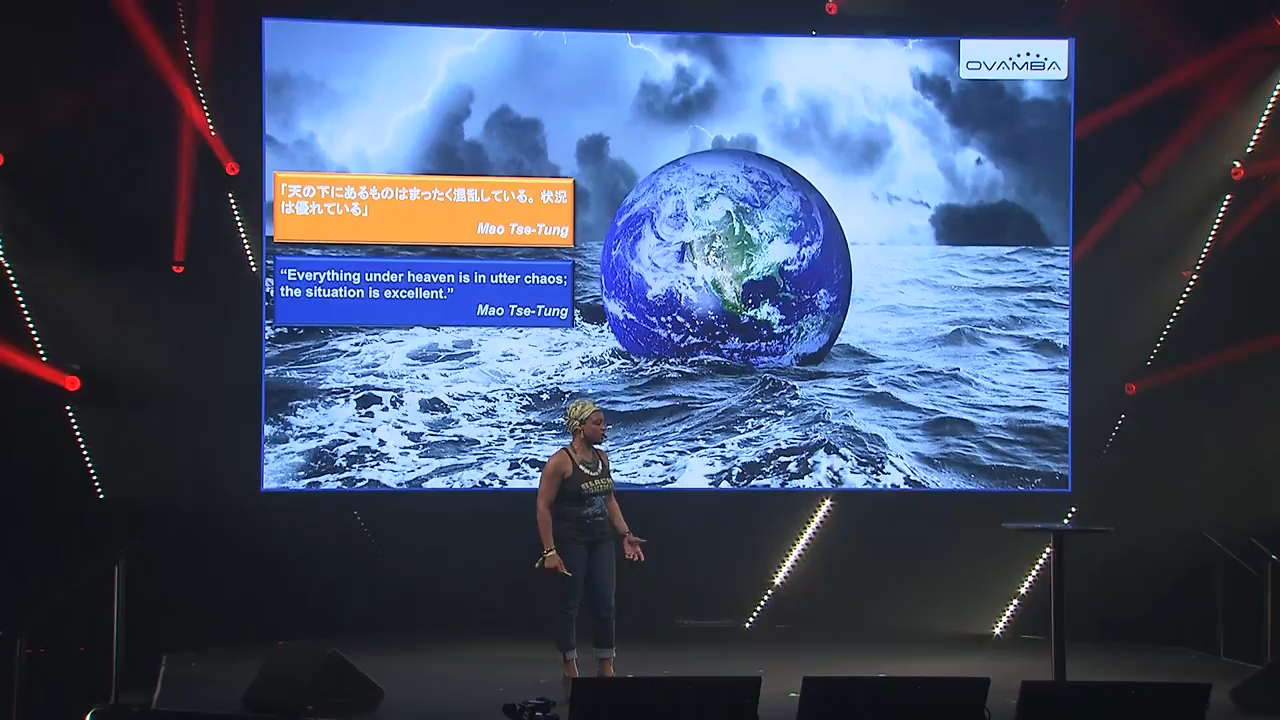 OVAMBA
「天の下にあるものはまったく混乱している。状況
は優れている」
Mao Tse-Tung
“Everything under heaven is in utter chaos;
the situation is excellent.”
Mao Tse-Tung
BLACK